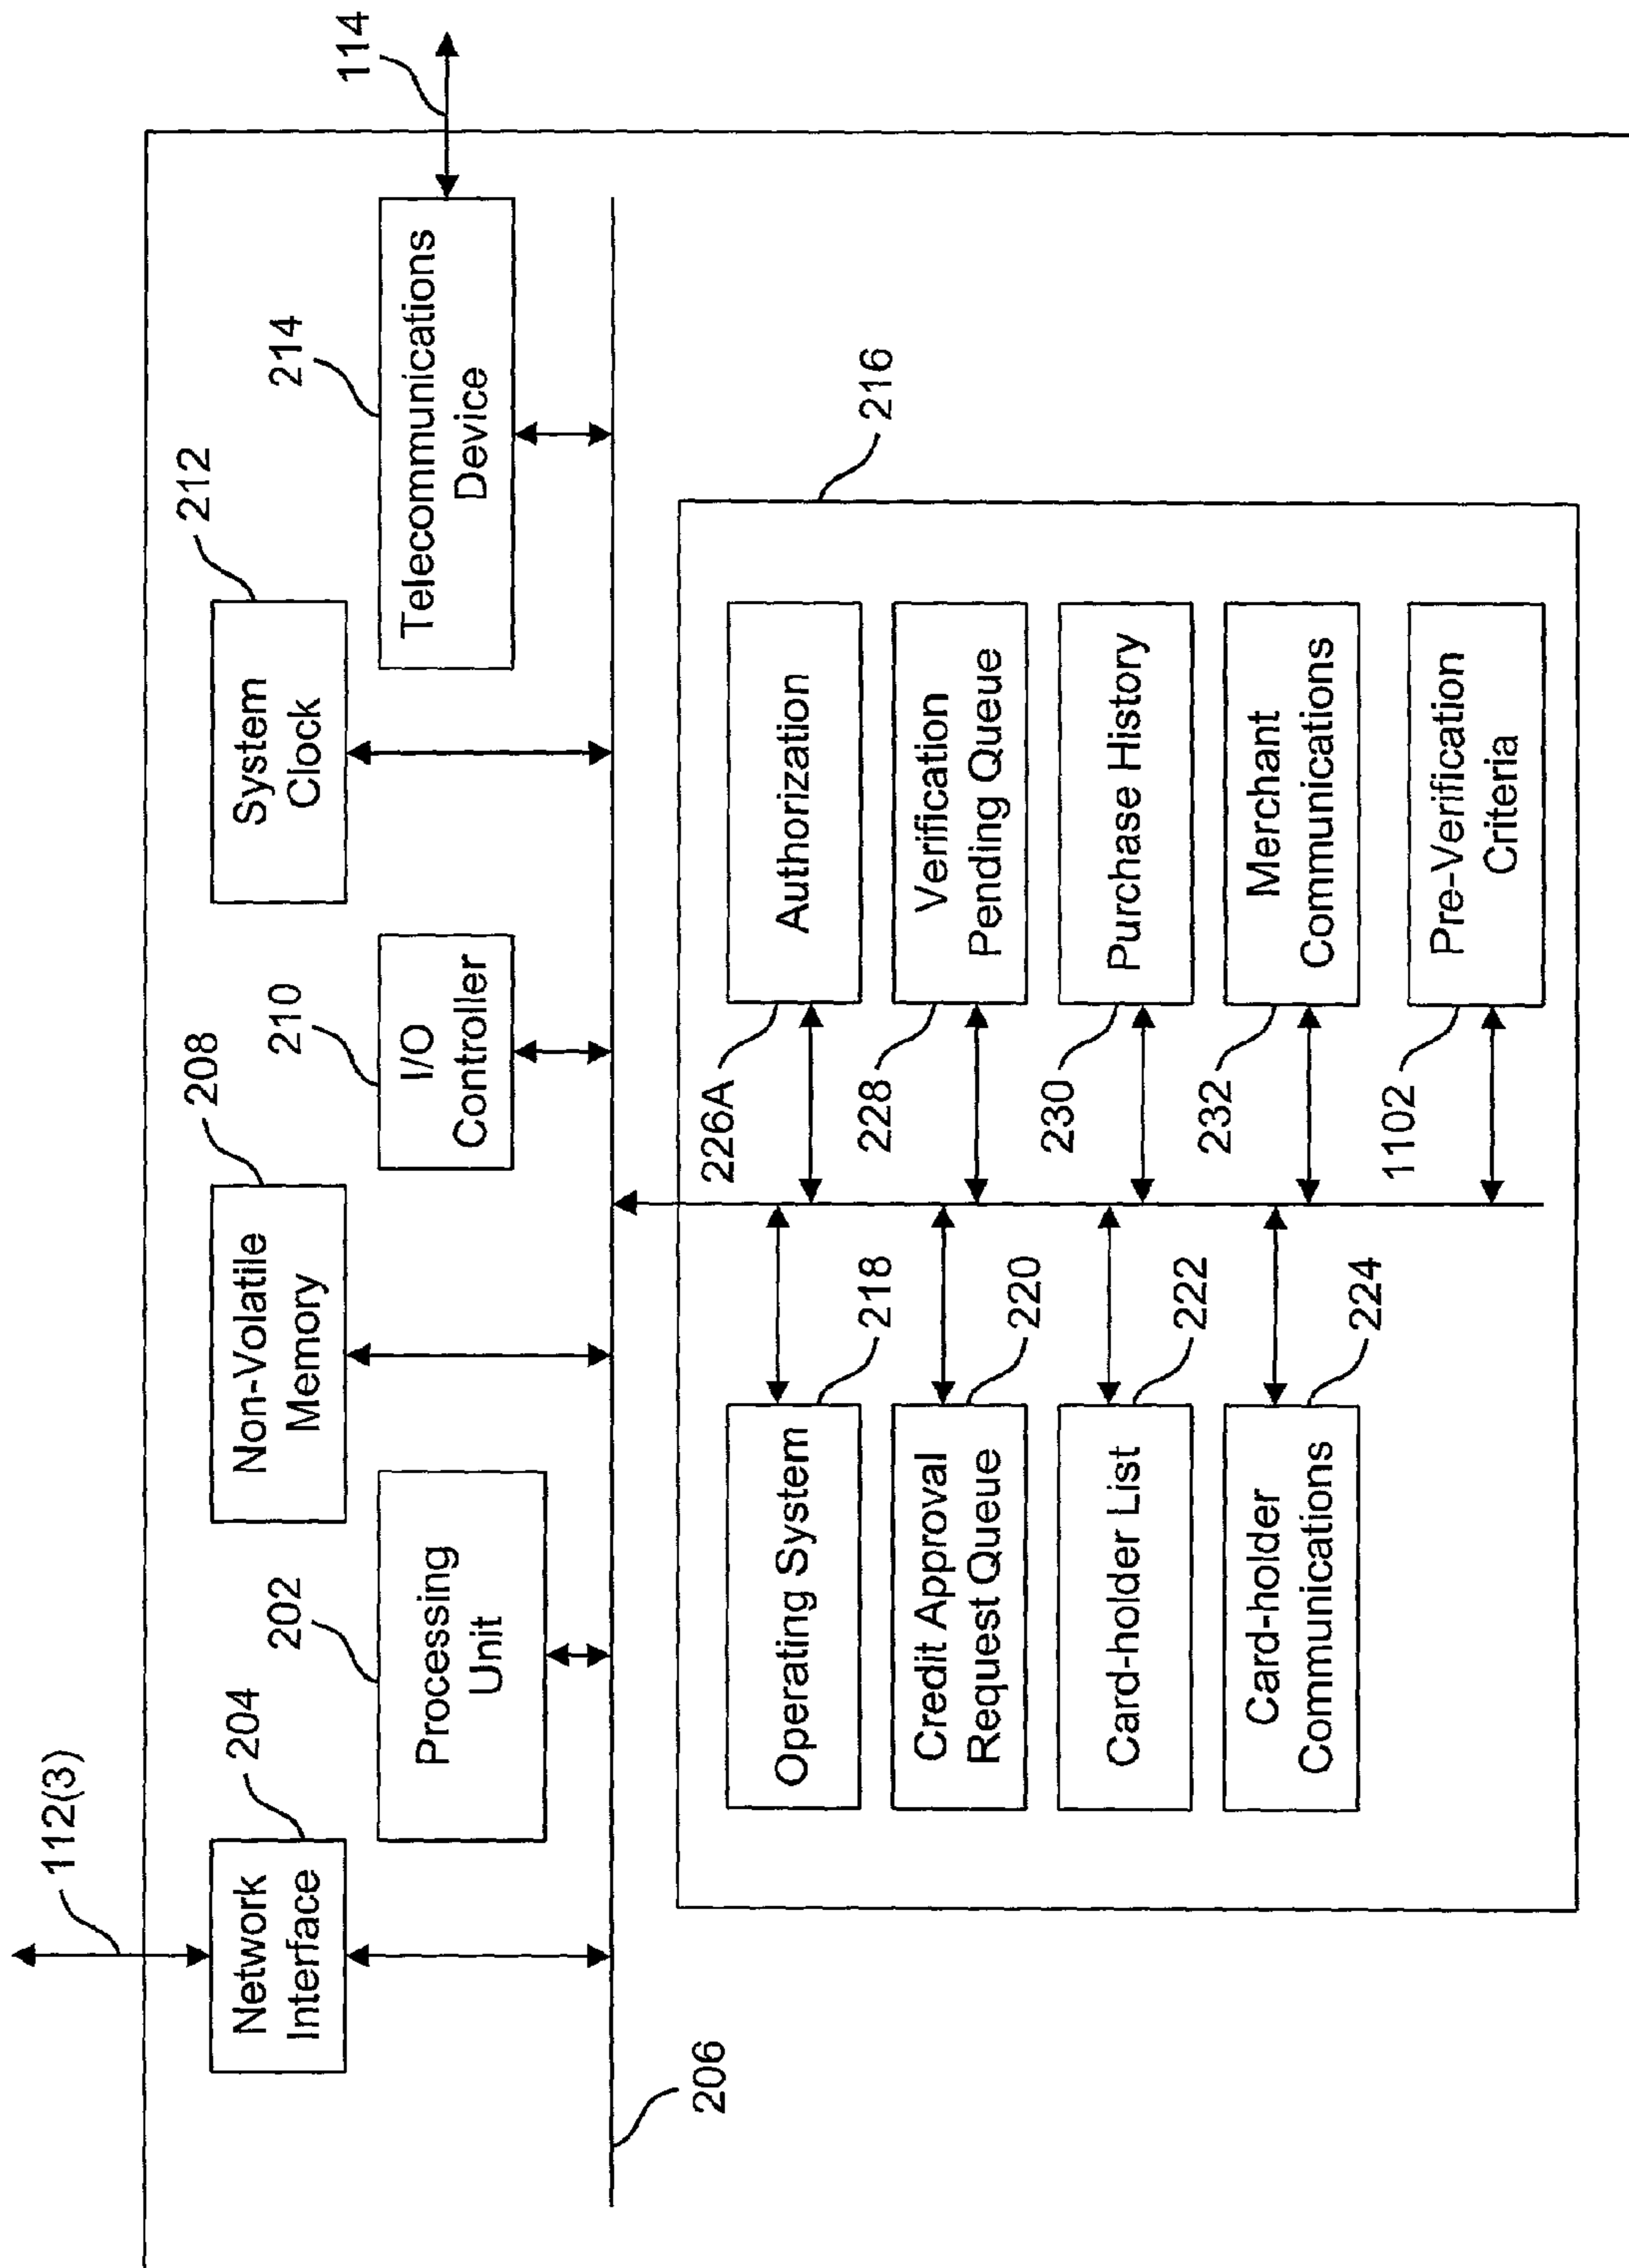 112(3)
114
204
208
212
Network
Interface
Non-Volatile
Memory
System
Clock
202
210
214
Processing
Unit
I/O
Controller
Telecommunications
Device
206
216
Operating System
218
226A
Authorization
Credit Approval
Request Queue
220
228
Verification
Pending Queue
Card-holder List
222
230
Purchase History
Card-holder
Communications
224
232
Merchant
Communications
1102
Pre-Verification
Criteria